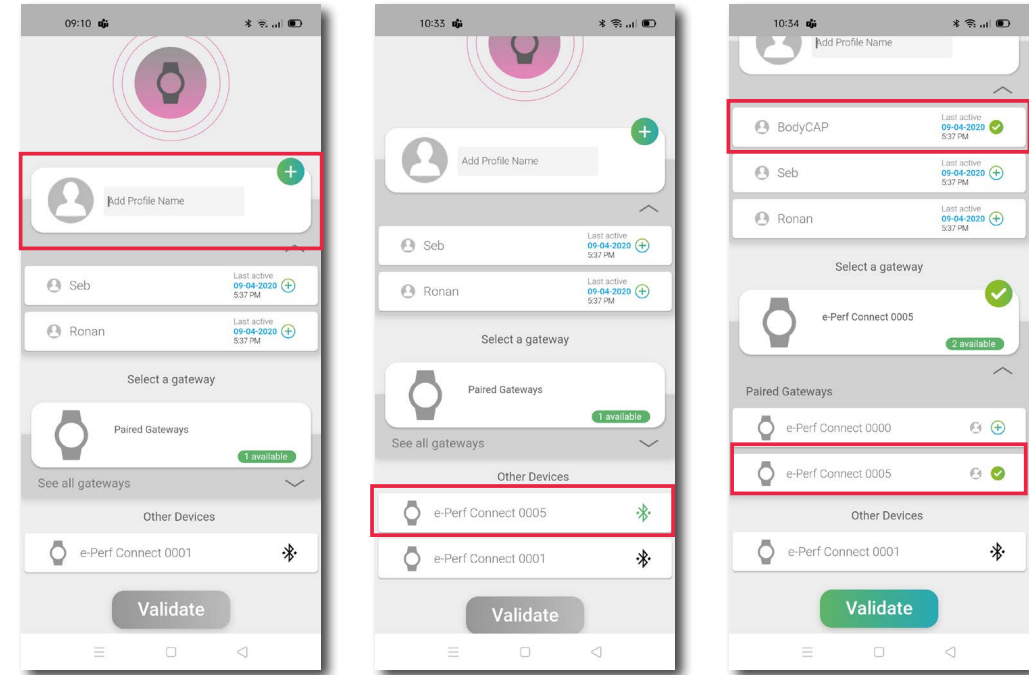 09:10
Add Profile Name
Seb
Last active
09-04-2020
5:37 PM
Ronan
Last active
09-04-2020
5:37 PM
Select a gateway
Paired Gateways
1 available
See all gateways
Other Devices
e-Perf Connect 0001
Validate
10:33
Add Profile Name
Seb
Last active
09-04-2020
5:37 PM
Ronan
Last active
09-04-2020
5:37 PM
Select a gateway
Paired Gateways
1 available
See all gateways
Other Devices
e-Perf Connect 0005
e-Perf Connect 0001
Validate
10:34
Add Profile Name
BodyCAP
Last active
09-04-2020
5:37 PM
Seb
Last active
09-04-2020
5:37 PM
Ronan
Last active
09-04-2020
5:37 PM
Select a gateway
e-Perf Connect 0005
2 available
Paired Gateways
e-Perf Connect 0000
e-Perf Connect 0005
Other Devices
e-Perf Connect 0001
Validate